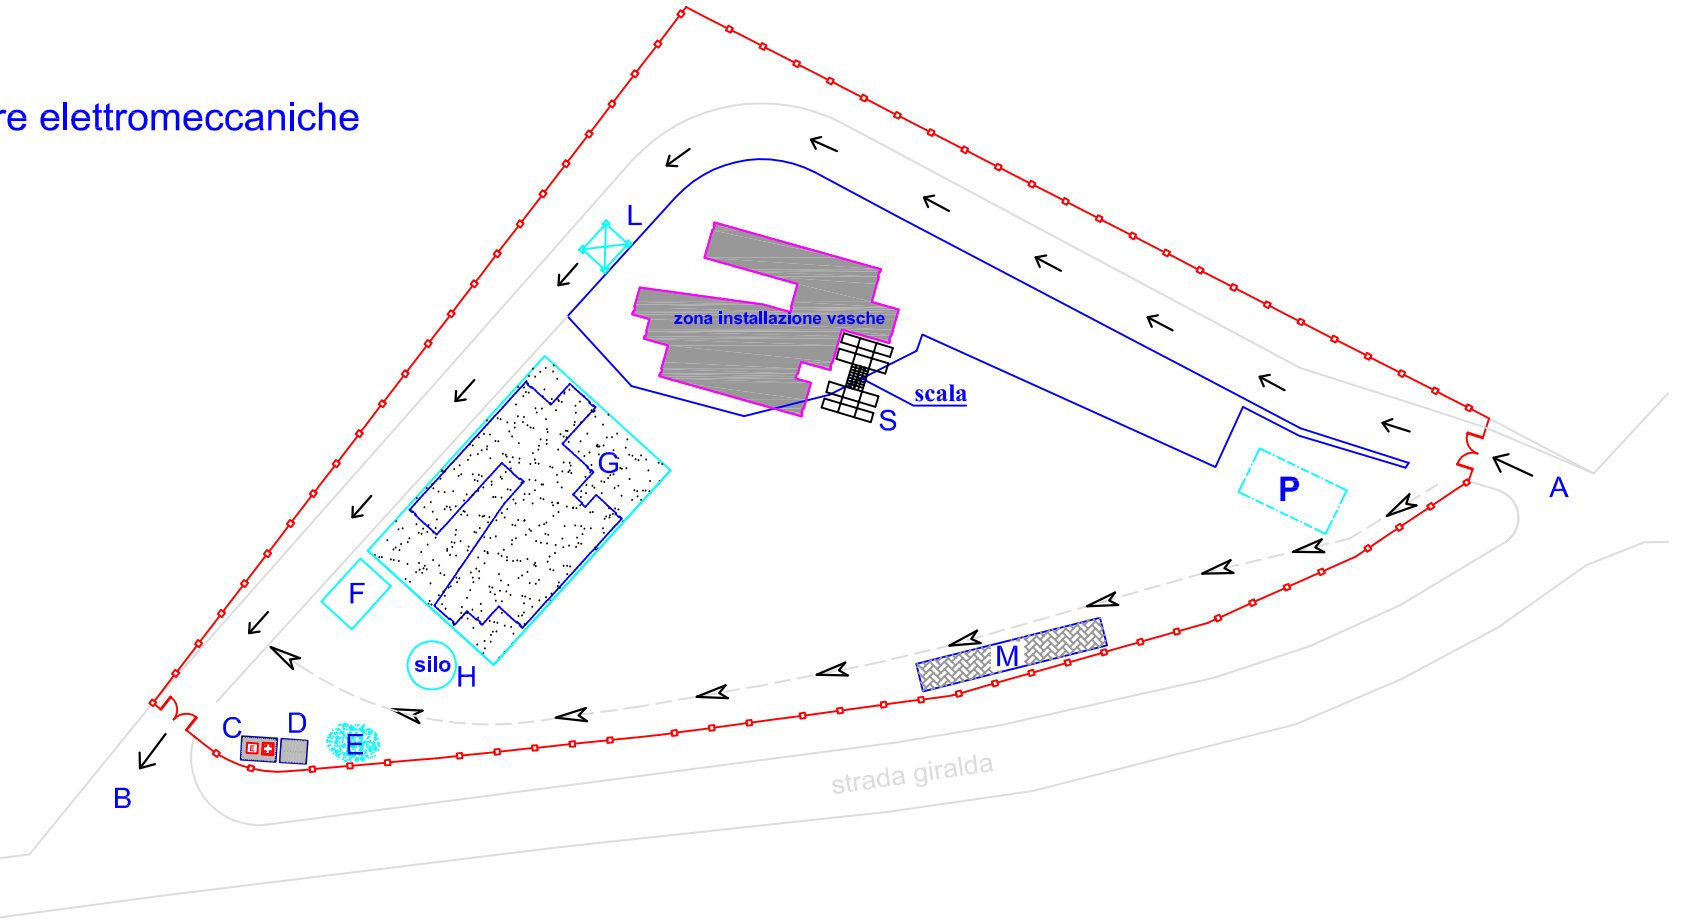 re elettromeccaniche
L
zona installazione vasche
scala
S
G
P
A
F
M
silo
H
C
D
E
E
B
strada giralda